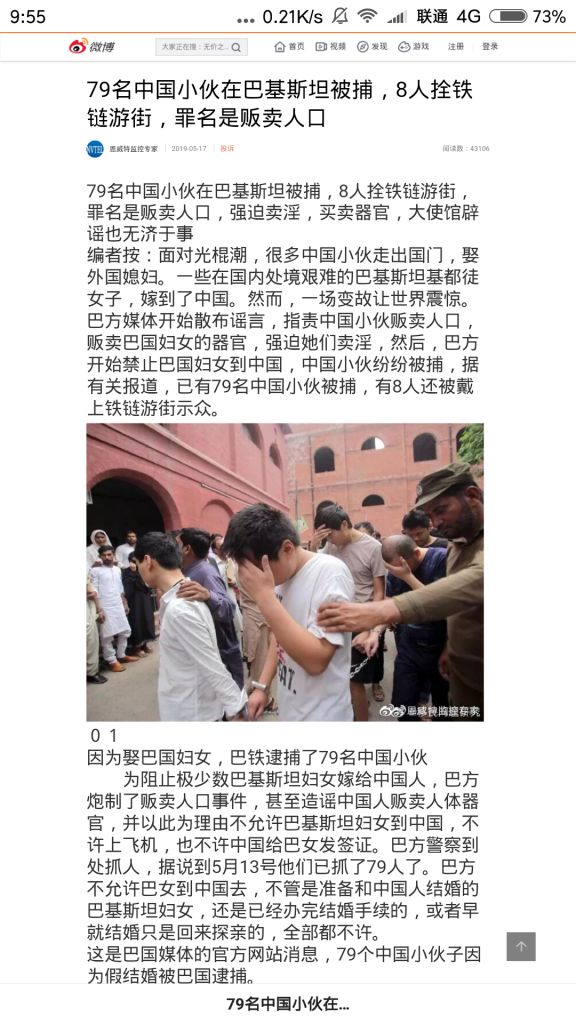 9:55
... 0.21K/s 联通 4G 73%
微博
大家正在搜：无价之...
首页 视频 发现 游戏 注册 登录
79名中国小伙在巴基斯坦被捕，8人拴铁
链游街，罪名是贩卖人口
NVTEL 恩威特监控专家 2019-05-17 投诉 阅读数：43106
79名中国小伙在巴基斯坦被捕，8人拴铁链游街，
罪名是贩卖人口，强迫卖淫，买卖器官，大使馆辟
谣也无济于事
编者按：面对光棍潮，很多中国小伙走出国门，娶
外国媳妇。一些在国内处境艰难的巴基斯坦基都徒
女子，嫁到了中国。然而，一场变故让世界震惊。
巴方媒体开始散布谣言，指责中国小伙贩卖人口，
贩卖巴国妇女的器官，强迫她们卖淫，然后，巴方
开始禁止巴国妇女到中国，中国小伙纷纷被捕，据
有关报道，已有79名中国小伙被捕，有8人还被戴
上铁链游街示众。
恩威特监控专家
01
因为娶巴国妇女，巴铁逮捕了79名中国小伙
为阻止极少数巴基斯坦妇女嫁给中国人，巴方
炮制了贩卖人口事件，甚至造谣中国人贩卖人体器
官，并以此为理由不允许巴基斯坦妇女到中国，不
许上飞机，也不许中国给巴女发签证。巴方警察到
处抓人，据说到5月13号他们已抓了79人了。巴方
不允许巴女到中国去，不管是准备和中国人结婚的
巴基斯坦妇女，还是已经办完结婚手续的，或者早
就结婚只是回来探亲的，全部都不许。
这是巴国媒体的官方网站消息，79个中国小伙子因
为假结婚被巴国逮捕。
79名中国小伙在...